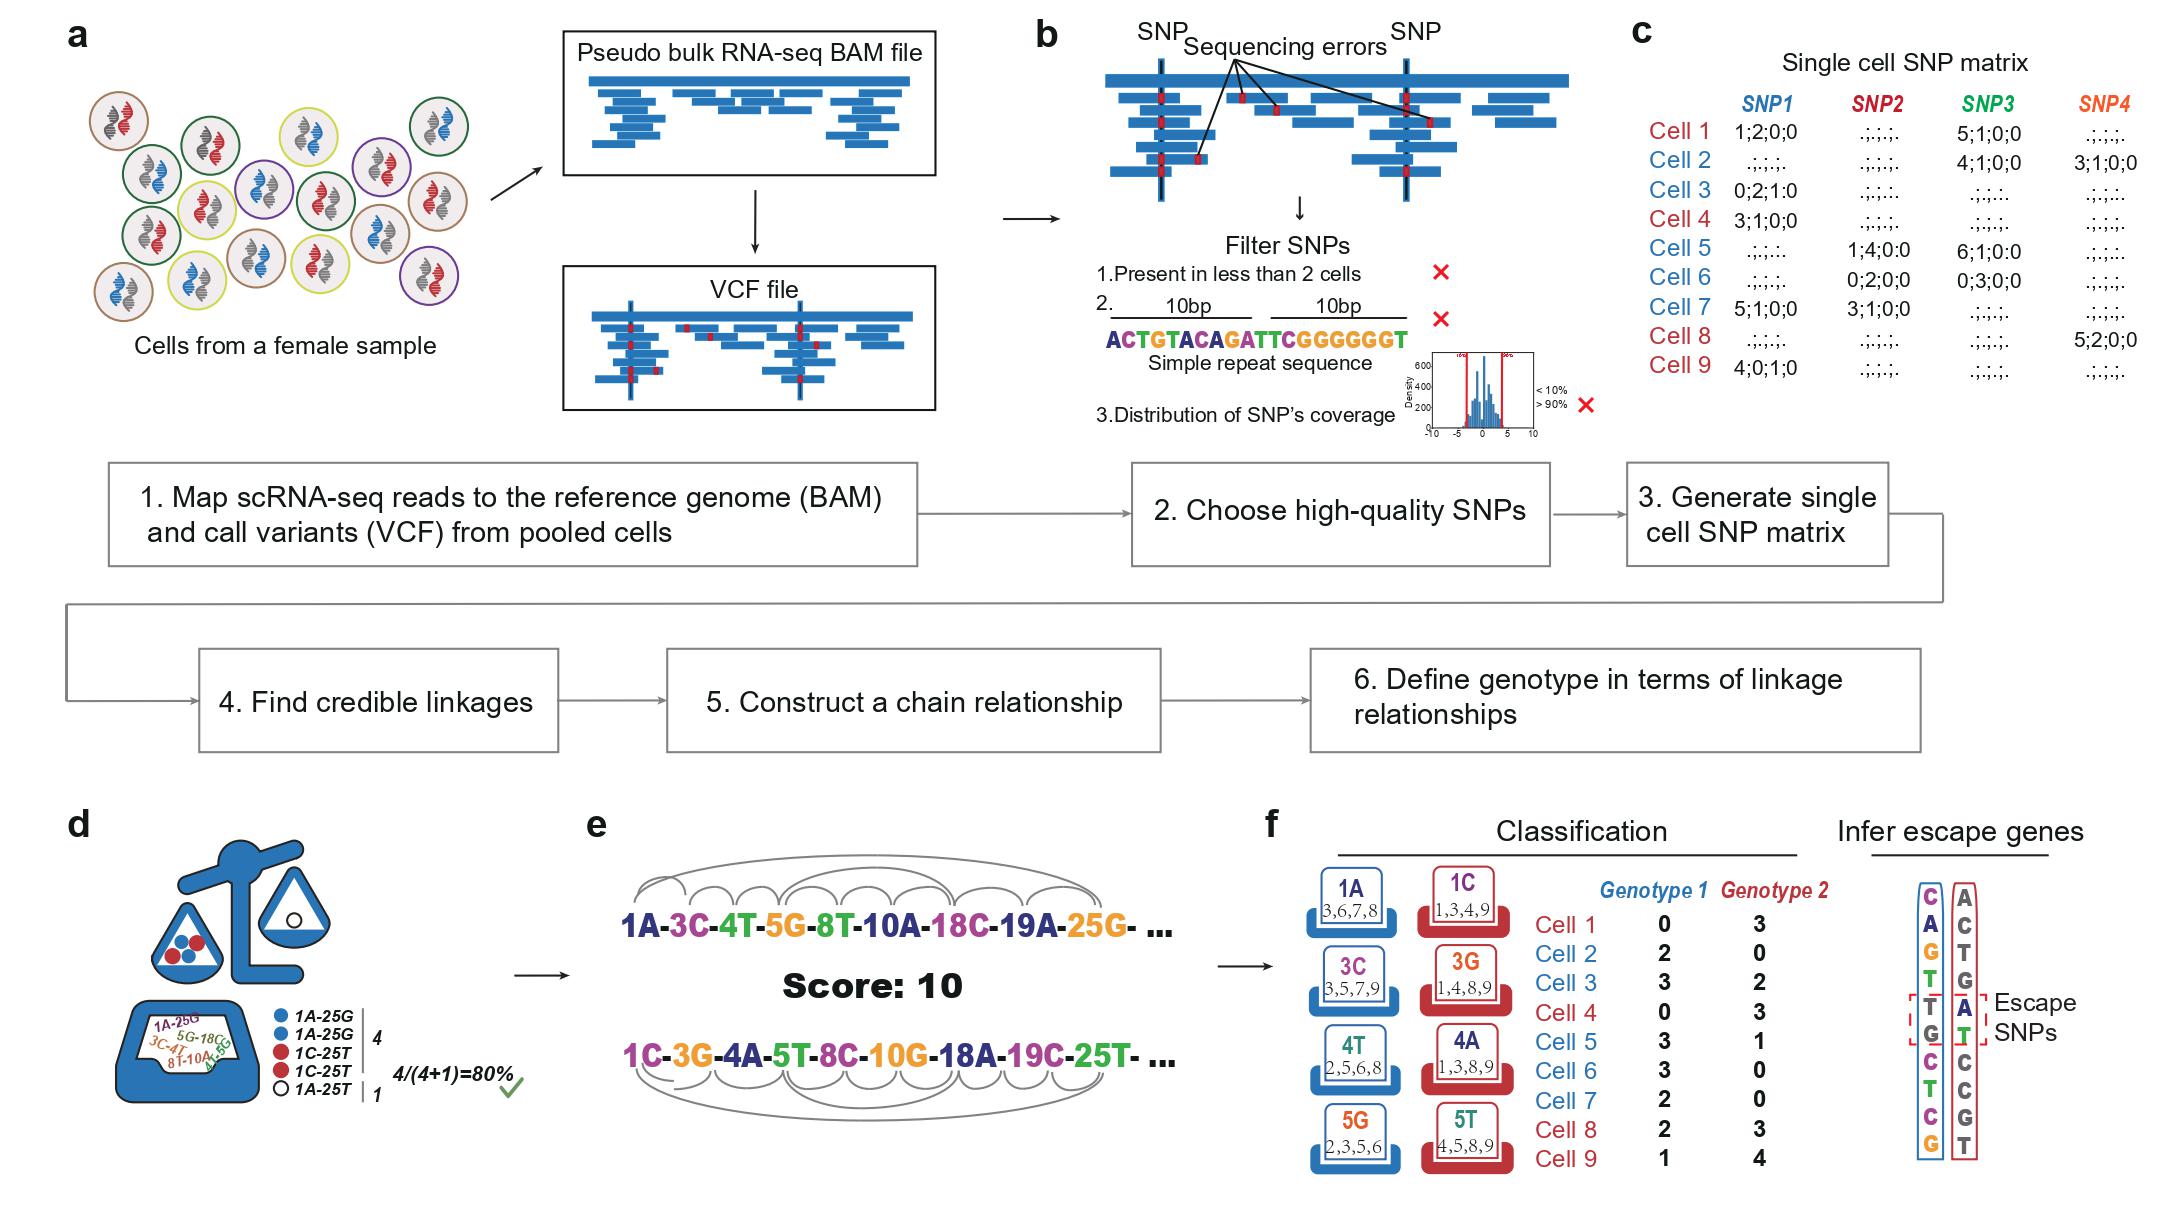 a
Pseudo bulk RNA-seq BAM file
Cells from a female sample
VCF file
b
SNP
SNP
Sequencing errors
Filter SNPs
1.Present in less than 2 cells
2.
10bp
10bp
ACTGTACAGATTCGGGGGGT
Simple repeat sequence
3.Distribution of SNP's coverage
Density
600
400
200
0
-10 -5 0 5 10
< 10%
> 90%
c
Single cell SNP matrix
SNP1 SNP2 SNP3 SNP4
Cell 1 1;2;0;0 .;.;.;. 5;1;0;0 .;.;.;.
Cell 2 .;.;.;. .;.;.;. 4;1;0;0 3;1;0;0
Cell 3 0;2;1:0 .;.;:. .;.;:. .;.;:.
Cell 4 3;1;0;0 .;.;.;. .;.;.;. .;.;.;.
Cell 5 .;.;:. 1;4;0:0 6;1;0:0 .;.;:.
Cell 6 .;.;.;. 0;2;0;0 0;3;0;0 .;.;.;.
Cell 7 5;1;0;0 3;1;0;0 .;.;.;. .;.;.;.
Cell 8 .;.;.;. .;.;.;. .;.;.;. 5;2;0;0
Cell 9 4;0;1;0 .;.;.;. .;.;.;. .;.;.;.
1. Map scRNA-seq reads to the reference genome (BAM)
and call variants (VCF) from pooled cells
2. Choose high-quality SNPs
3. Generate single
cell SNP matrix
4. Find credible linkages
5. Construct a chain relationship
6. Define genotype in terms of linkage
relationships
d
1A-25G
5G-18C
3C-4T
4T-5G
8T-10A
1A-25G
1A-25G
1C-25T
1C-25T
1A-25T
4
1
4/(4+1)=80%
e
1A-3C-4T-5G-8T-10A-18C-19A-25G- ...
Score: 10
1C-3G-4A-5T-8C-10G-18A-19C-25T- ...
f
Classification
1A
3,6,7,8
1C
1,3,4,9
3C
3,5,7,9
3G
1,4,8,9
4T
2,5,6,8
4A
1,3,8,9
5G
2,3,5,6
5T
4,5,8,9
Genotype 1 Genotype 2
Cell 1 0 3
Cell 2 2 0
Cell 3 3 2
Cell 4 0 3
Cell 5 3 1
Cell 6 3 0
Cell 7 2 0
Cell 8 2 3
Cell 9 1 4
Infer escape genes
C A
A C
G T
T G
T A
G T
C C
T C
C G
G T
Escape
SNPs